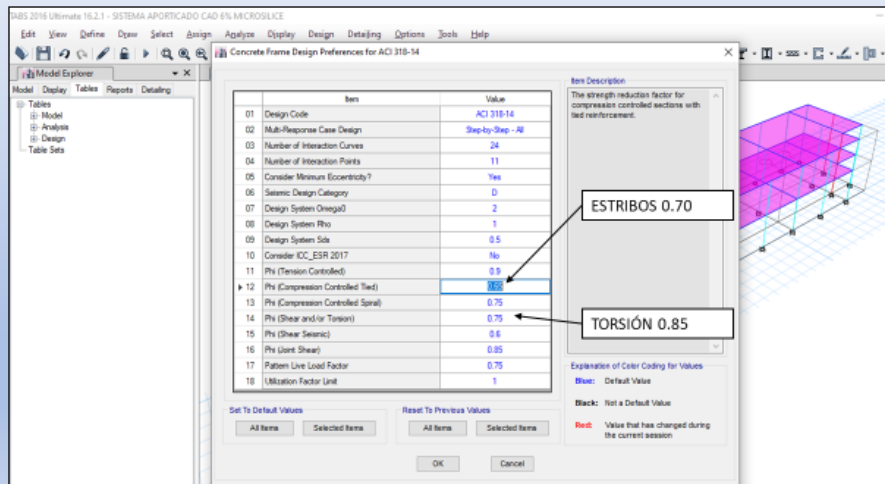 TABS 2016 Ultimate 16.2.1 - SISTEMA APORTICADO CAD 6% MICROSILICE
Edit View Define Draw Select Assign Analyze Display Design Detailing Options Tools Help
Model Explorer
Model Display Tables Reports Detailing
Tables
Model
Analysis
Design
Table Sets
Concrete Frame Design Preferences for ACI 318-14
Item Value
01 Design Code ACI 318-14
02 Multi-Response Case Design Step-by-Step - All
03 Number of Interaction Curves 24
04 Number of Interaction Points 11
05 Consider Minimum Eccentricity? Yes
06 Seismic Design Category D
07 Design System Omega0 2
08 Design System Rho 1
09 Design System Sds 0.5
10 Consider ICC_ESR 2017 No
11 Phi (Tension Controlled) 0.9
12 Phi (Compression Controlled Tied) 0.65
13 Phi (Compression Controlled Spiral) 0.75
14 Phi (Shear and/or Torsion) 0.75
15 Phi (Shear Seismic) 0.6
16 Phi (Joint Shear) 0.85
17 Pattern Live Load Factor 0.75
18 Utilization Factor Limit 1
Item Description
The strength reduction factor for
compression controlled sections with
tied reinforcement.
ESTRIBOS 0.70
TORSIÓN 0.85
Explanation of Color Coding for Values
Blue: Default Value
Black: Not a Default Value
Red: Value that has changed during
the current session
Set To Default Values
All Items Selected Items
Reset To Previous Values
All Items Selected Items
OK Cancel